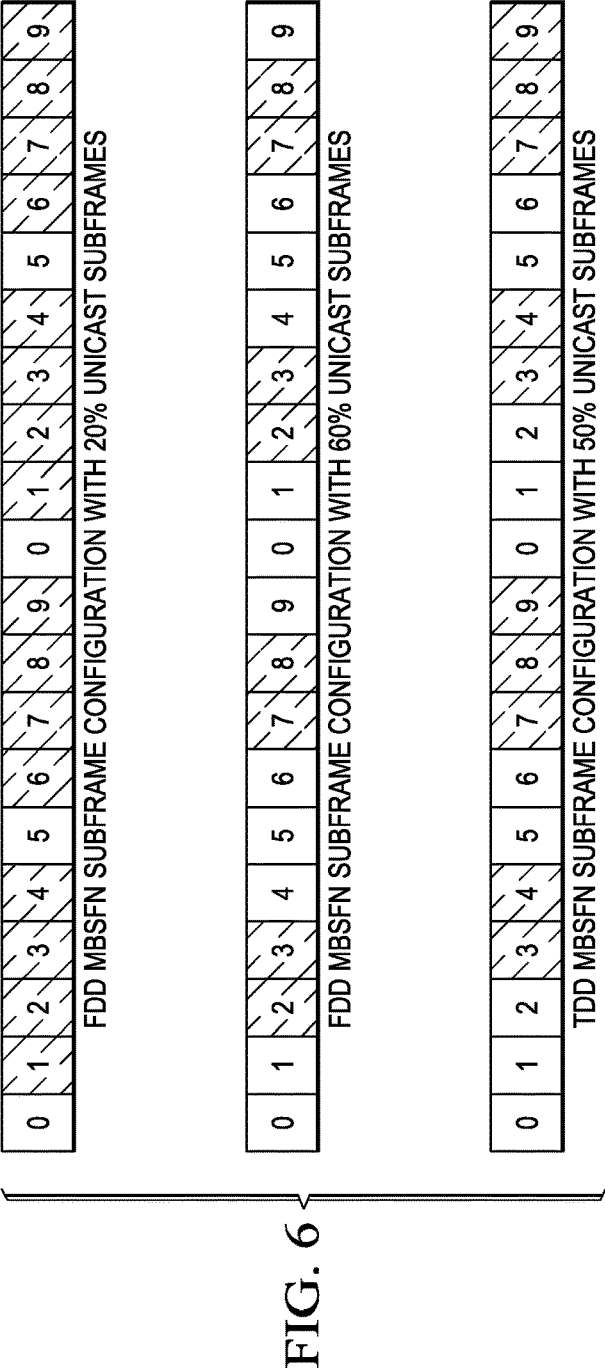 0 1 2 3 4 5 6 7 8 9 0 1 2 3 4 5 6 7 8 9
FDD MBSFN SUBFRAME CONFIGURATION WITH 20% UNICAST SUBFRAMES
0 1 2 3 4 5 6 7 8 9 0 1 2 3 4 5 6 7 8 9
FDD MBSFN SUBFRAME CONFIGURATION WITH 60% UNICAST SUBFRAMES
0 1 2 3 4 5 6 7 8 9 0 1 2 3 4 5 6 7 8 9
TDD MBSFN SUBFRAME CONFIGURATION WITH 50% UNICAST SUBFRAMES
FIG. 6